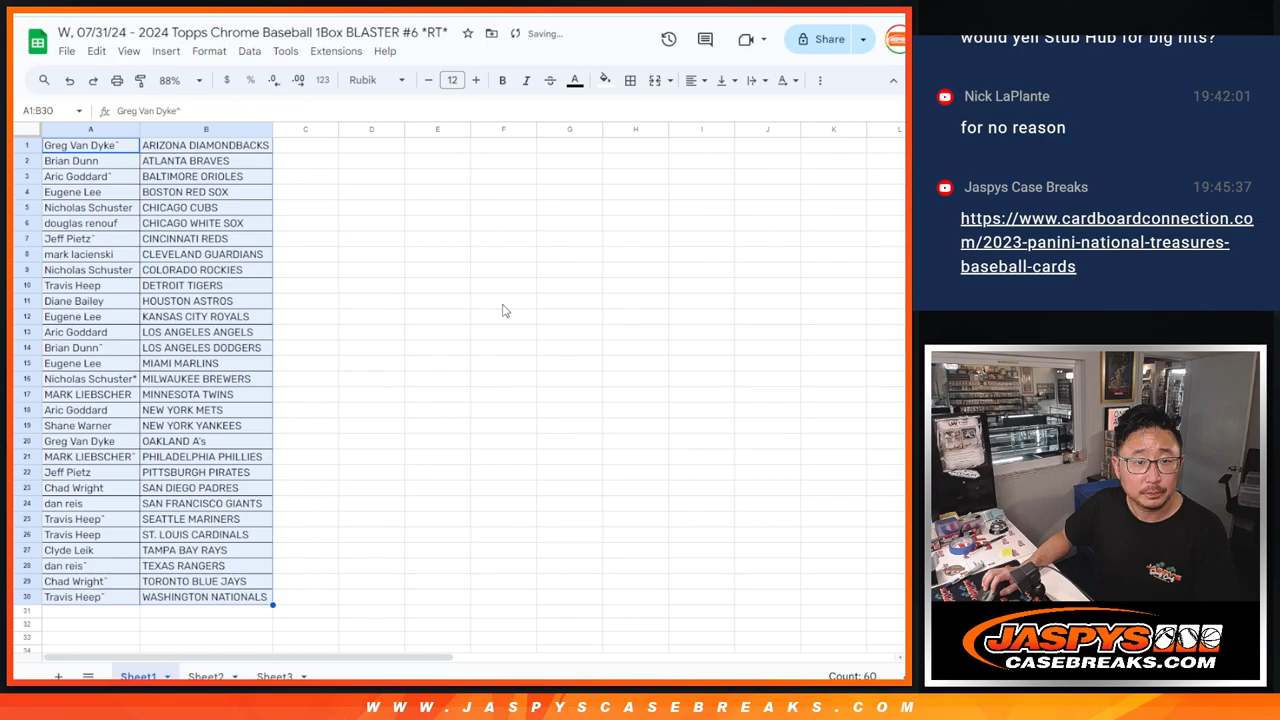 W, 07/31/24 - 2024 Topps Chrome Baseball 1Box BLASTER #6 *RT*
Saving...
File Edit View Insert Format Data Tools Extensions Help
Share
88% $ % .0 .00 123 Rubik 12 B I A
A1:B30 Greg Van Dyke^
A B C D E F G H I J K L
1 Greg Van Dyke^ ARIZONA DIAMONDBACKS
2 Brian Dunn ATLANTA BRAVES
3 Aric Goddard^ BALTIMORE ORIOLES
4 Eugene Lee BOSTON RED SOX
5 Nicholas Schuster CHICAGO CUBS
6 douglas renouf CHICAGO WHITE SOX
7 Jeff Pietz^ CINCINNATI REDS
8 mark lacienski CLEVELAND GUARDIANS
9 Nicholas Schuster COLORADO ROCKIES
10 Travis Heep DETROIT TIGERS
11 Diane Bailey HOUSTON ASTROS
12 Eugene Lee KANSAS CITY ROYALS
13 Aric Goddard LOS ANGELES ANGELS
14 Brian Dunn^ LOS ANGELES DODGERS
15 Eugene Lee MIAMI MARLINS
16 Nicholas Schuster* MILWAUKEE BREWERS
17 MARK LIEBSCHER MINNESOTA TWINS
18 Aric Goddard NEW YORK METS
19 Shane Warner NEW YORK YANKEES
20 Greg Van Dyke OAKLAND A's
21 MARK LIEBSCHER^ PHILADELPHIA PHILLIES
22 Jeff Pietz PITTSBURGH PIRATES
23 Chad Wright SAN DIEGO PADRES
24 dan reis SAN FRANCISCO GIANTS
25 Travis Heep^ SEATTLE MARINERS
26 Travis Heep ST. LOUIS CARDINALS
27 Clyde Leik TAMPA BAY RAYS
28 dan reis^ TEXAS RANGERS
29 Chad Wright^ TORONTO BLUE JAYS
30 Travis Heep^ WASHINGTON NATIONALS
31
32
33
34
Sheet1 Sheet2 Sheet3 Count: 60
would yell Stub Hub for big hits?
Nick LaPlante 19:42:01
for no reason
Jaspys Case Breaks 19:45:37
https://www.cardboardconnection.co
m/2023-panini-national-treasures-
baseball-cards
JASPYS
CASEBREAKS.COM
WWW.JASPYSCASEBREAKS.COM